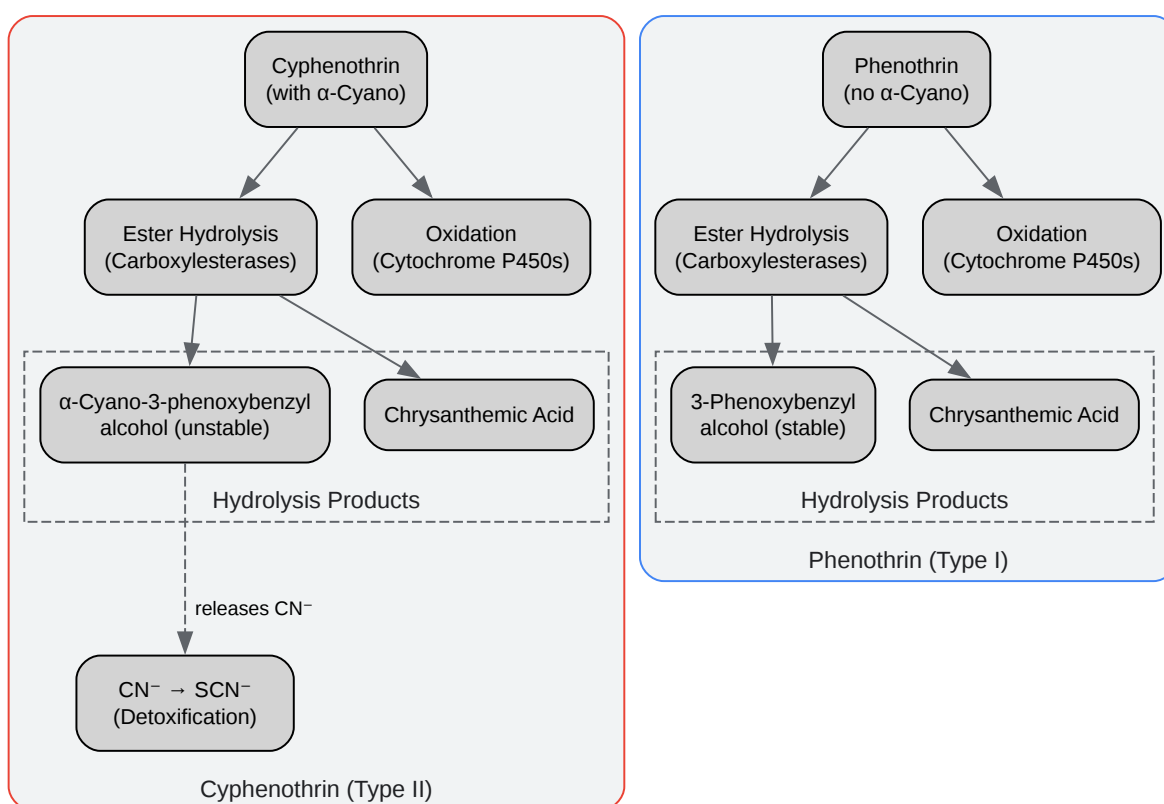 Cyphenothrin
(with α-Cyano)
Ester Hydrolysis
(Carboxylesterases)
Oxidation
(Cytochrome P450s)
α-Cyano-3-phenoxybenzyl
alcohol (unstable)
Chrysanthemic Acid
Hydrolysis Products
releases CN⁻
CN⁻ → SCN⁻
(Detoxification)
Cyphenothrin (Type II)
Phenothrin
(no α-Cyano)
Ester Hydrolysis
(Carboxylesterases)
Oxidation
(Cytochrome P450s)
3-Phenoxybenzyl
alcohol (stable)
Chrysanthemic Acid
Hydrolysis Products
Phenothrin (Type I)